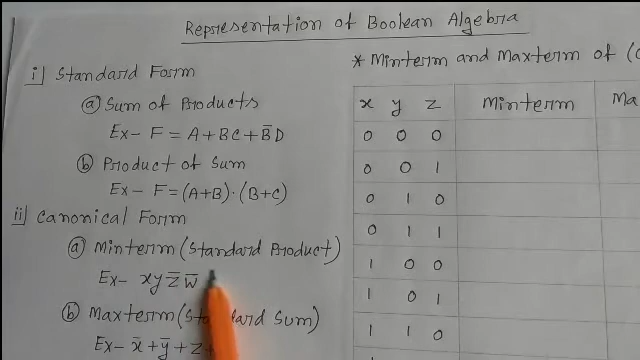 Representation of Boolean Algebra
i] Standard Form
ⓐ Sum of Products
Ex- F = A + BC + B̅D
ⓑ Product of Sum
Ex- F = (A+B)·(B+C)
ii] Canonical Form
ⓐ Minterm (Standard Product)
Ex- xyz̅w̅
ⓑ Maxterm (Standard Sum)
Ex- x̅ + y̅ + z
* Minterm and Maxterm of
x y z Minterm
0 0 0
0 0 1
0 1 0
0 1 1
1 0 0
1 0 1
1 1 0